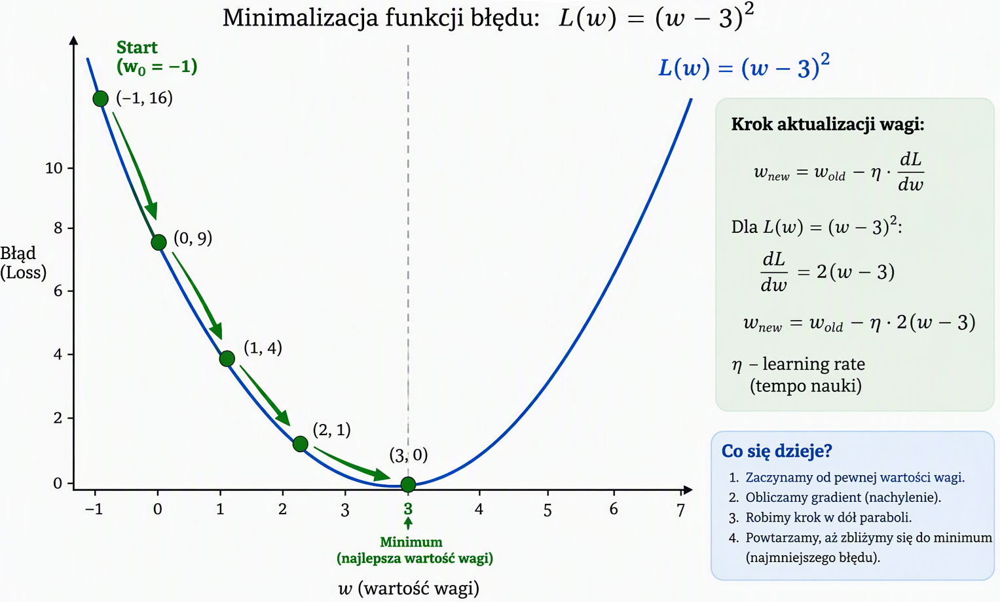 Minimalizacja funkcji błędu: L(w) = (w − 3)²
Start
(w₀ = −1)
L(w) = (w − 3)²
(−1, 16)
(0, 9)
(1, 4)
(2, 1)
(3, 0)
10
8
6
4
2
0
Błąd
(Loss)
−1 0 1 2 3 3 4 5 6 7
Minimum
(najlepsza wartość wagi)
w (wartość wagi)
Krok aktualizacji wagi:
w_new = w_old − η · dL/dw
Dla L(w) = (w − 3)²:
dL/dw = 2(w − 3)
w_new = w_old − η · 2(w − 3)
η – learning rate
(tempo nauki)
Co się dzieje?
1. Zaczynamy od pewnej wartości wagi.
2. Obliczamy gradient (nachylenie).
3. Robimy krok w dół paraboli.
4. Powtarzamy, aż zbliżymy się do minimum
(najmniejszego błędu).